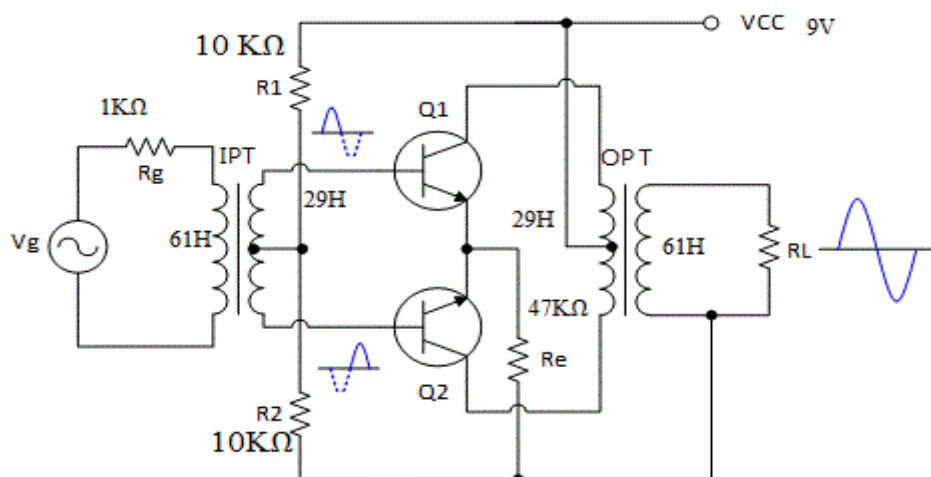 VCC 9V
10 KΩ
R1
Q1
1KΩ
IPT
OPT
Rg
29H
29H
Vg
61H
61H
RL
47KΩ
Re
Q2
R2
10KΩ